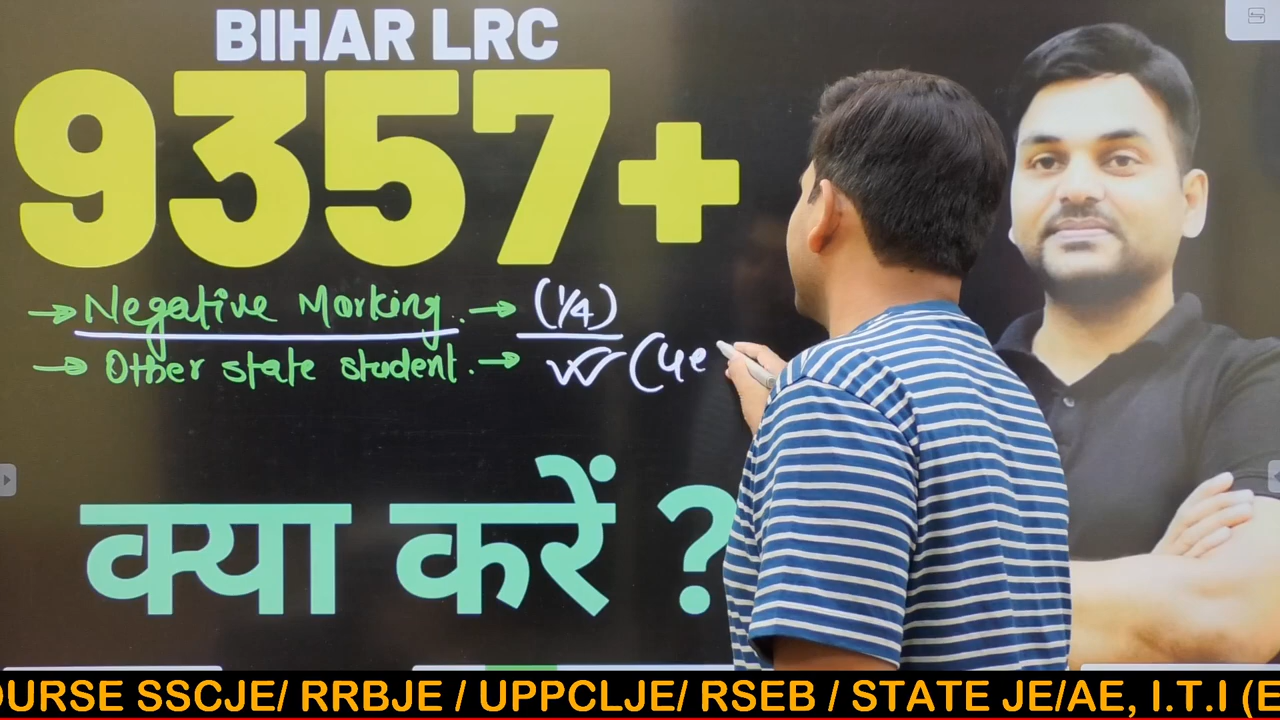 BIHAR LRC
9357+
→ Negative Marking. → (1/4)
→ Other state student. → (Ge
क्या करें ?
OURSE SSCJE/ RRBJE / UPPCLJE/ RSEB / STATE JE/AE, I.T.I (E